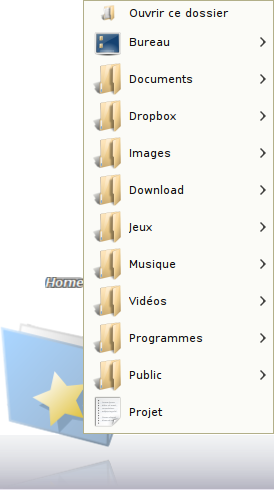 Ouvrir ce dossier
Bureau
Documents
Dropbox
Images
Download
Jeux
Musique
Home
Vidéos
Programmes
Public
Projet